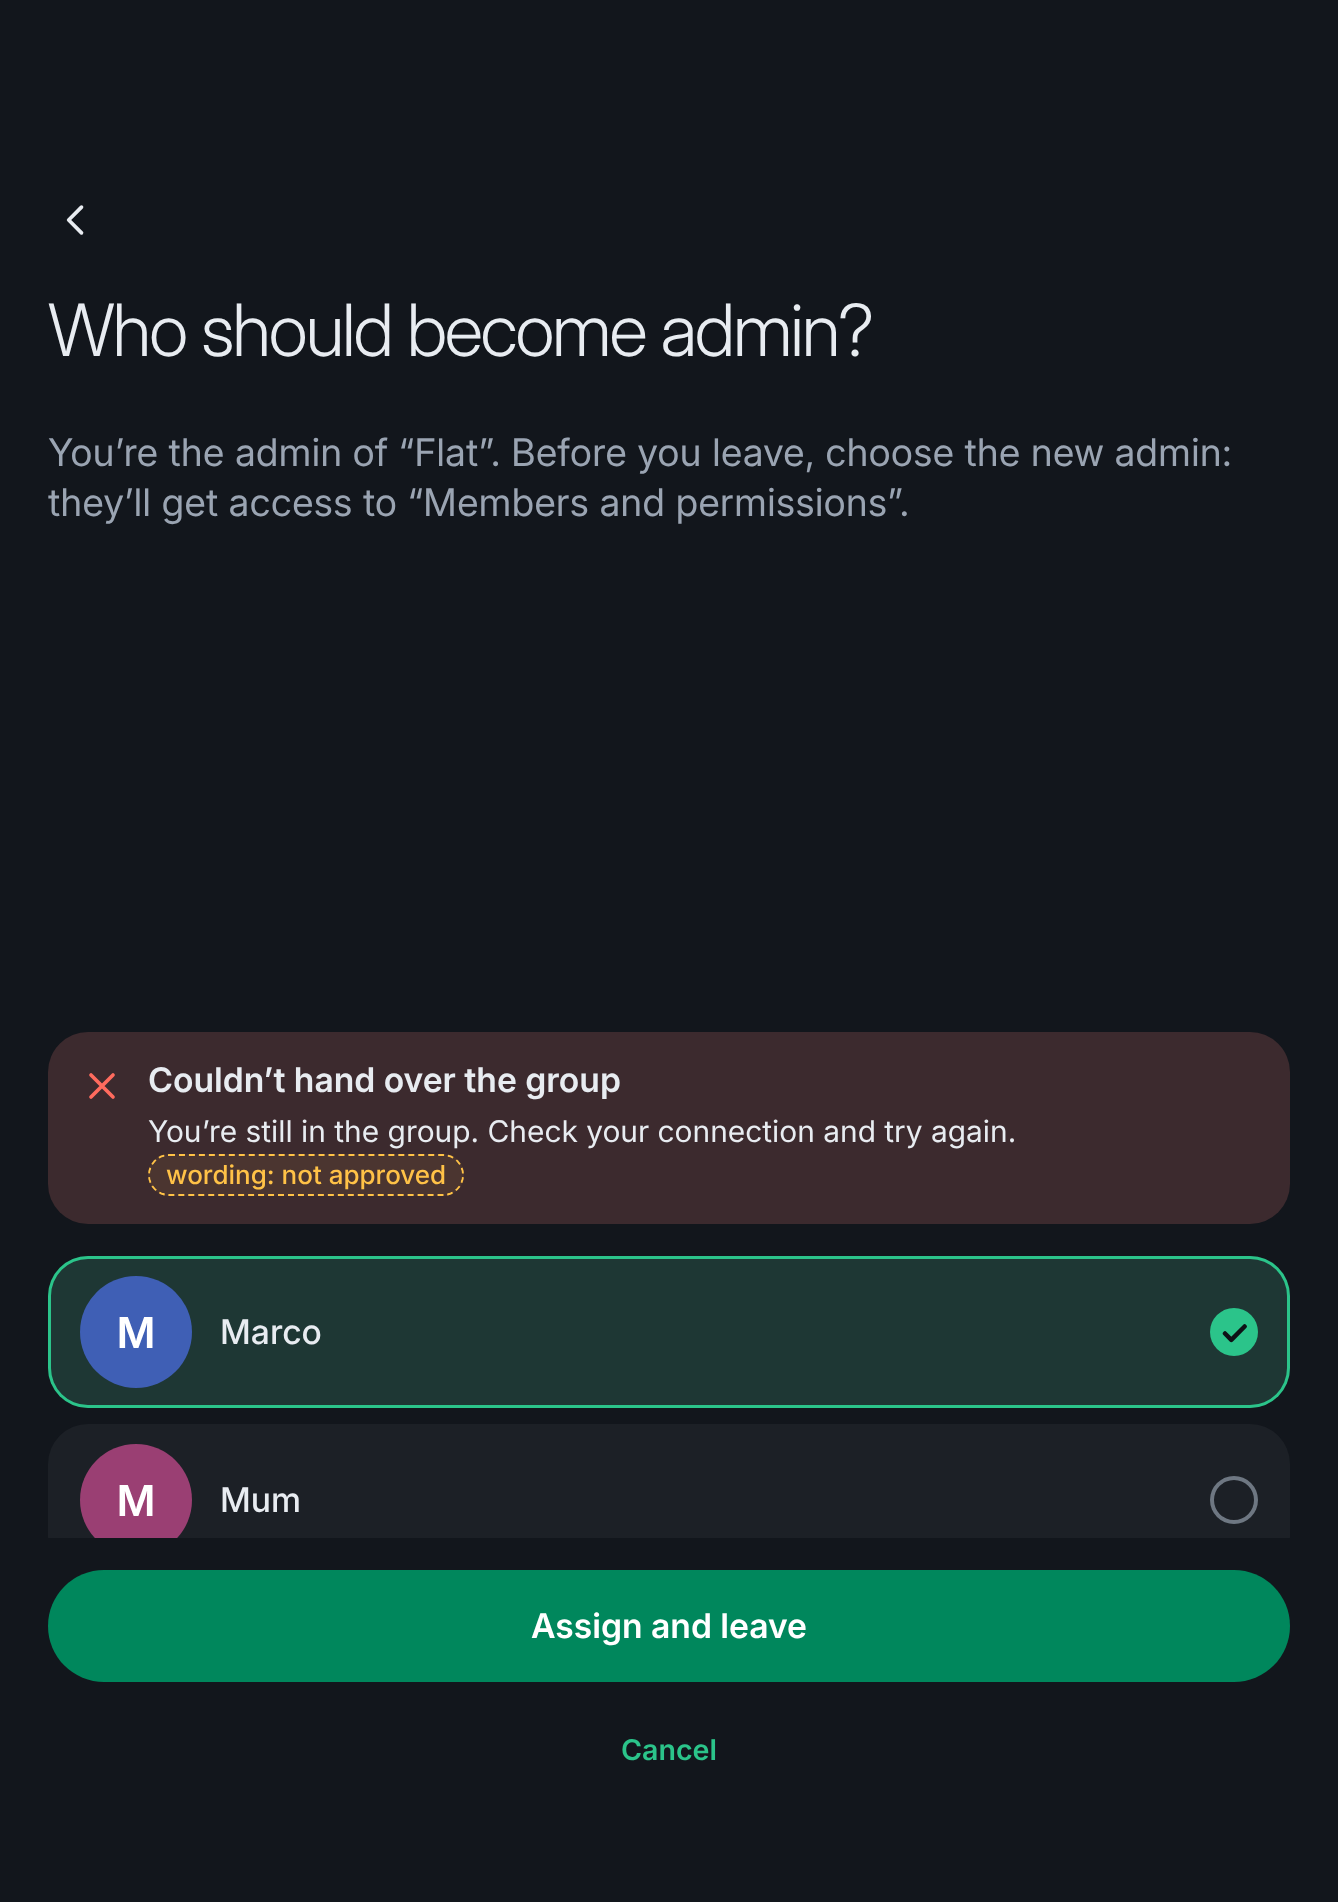 Who should become admin?
You’re the admin of “Flat”. Before you leave, choose the new admin:
they’ll get access to “Members and permissions”.
Couldn’t hand over the group
You’re still in the group. Check your connection and try again.
wording: not approved
M
Marco
M
Mum
Assign and leave
Cancel